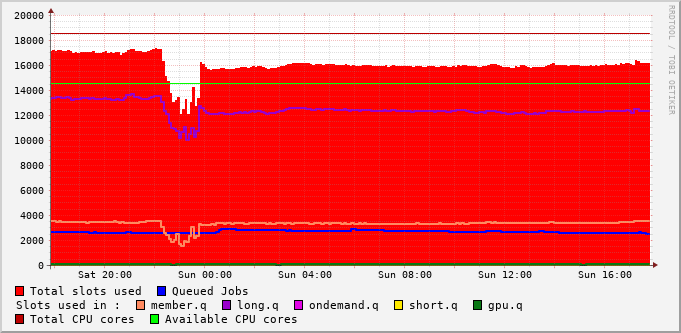 RRDTOOL / TOBI OETIKER
20000
18000
16000
14000
12000
10000
8000
6000
4000
2000
0
Sat 20:00 Sun 00:00 Sun 04:00 Sun 08:00 Sun 12:00 Sun 16:00
Total slots used Queued Jobs
Slots used in : member.q long.q ondemand.q short.q gpu.q
Total CPU cores Available CPU cores